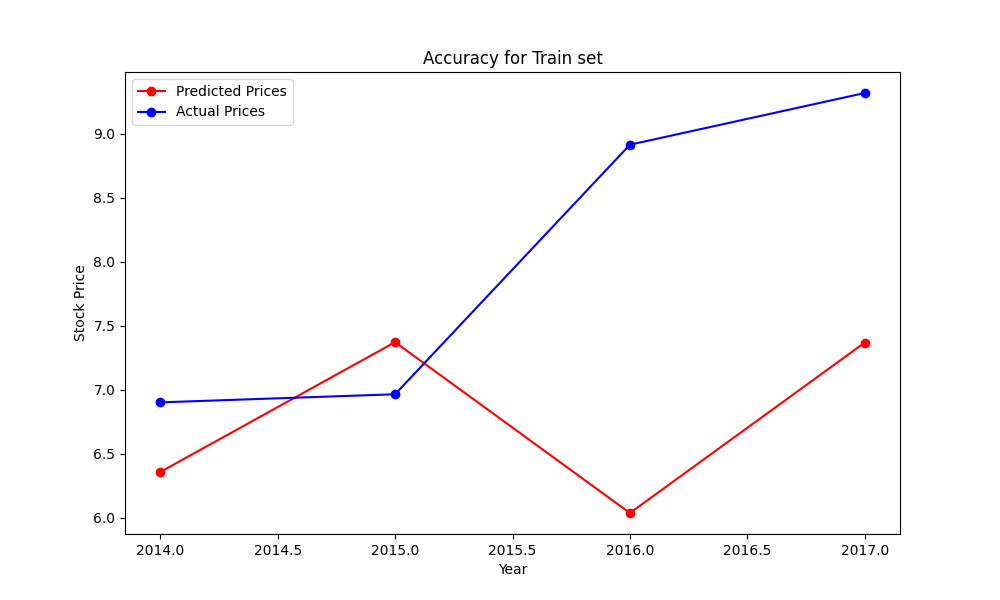 Accuracy for Train set
Predicted Prices
Actual Prices
9.0
8.5
8.0
7.5
7.0
6.5
6.0
Stock Price
2014.0 2014.5 2015.0 2015.5 2016.0 2016.5 2017.0
Year